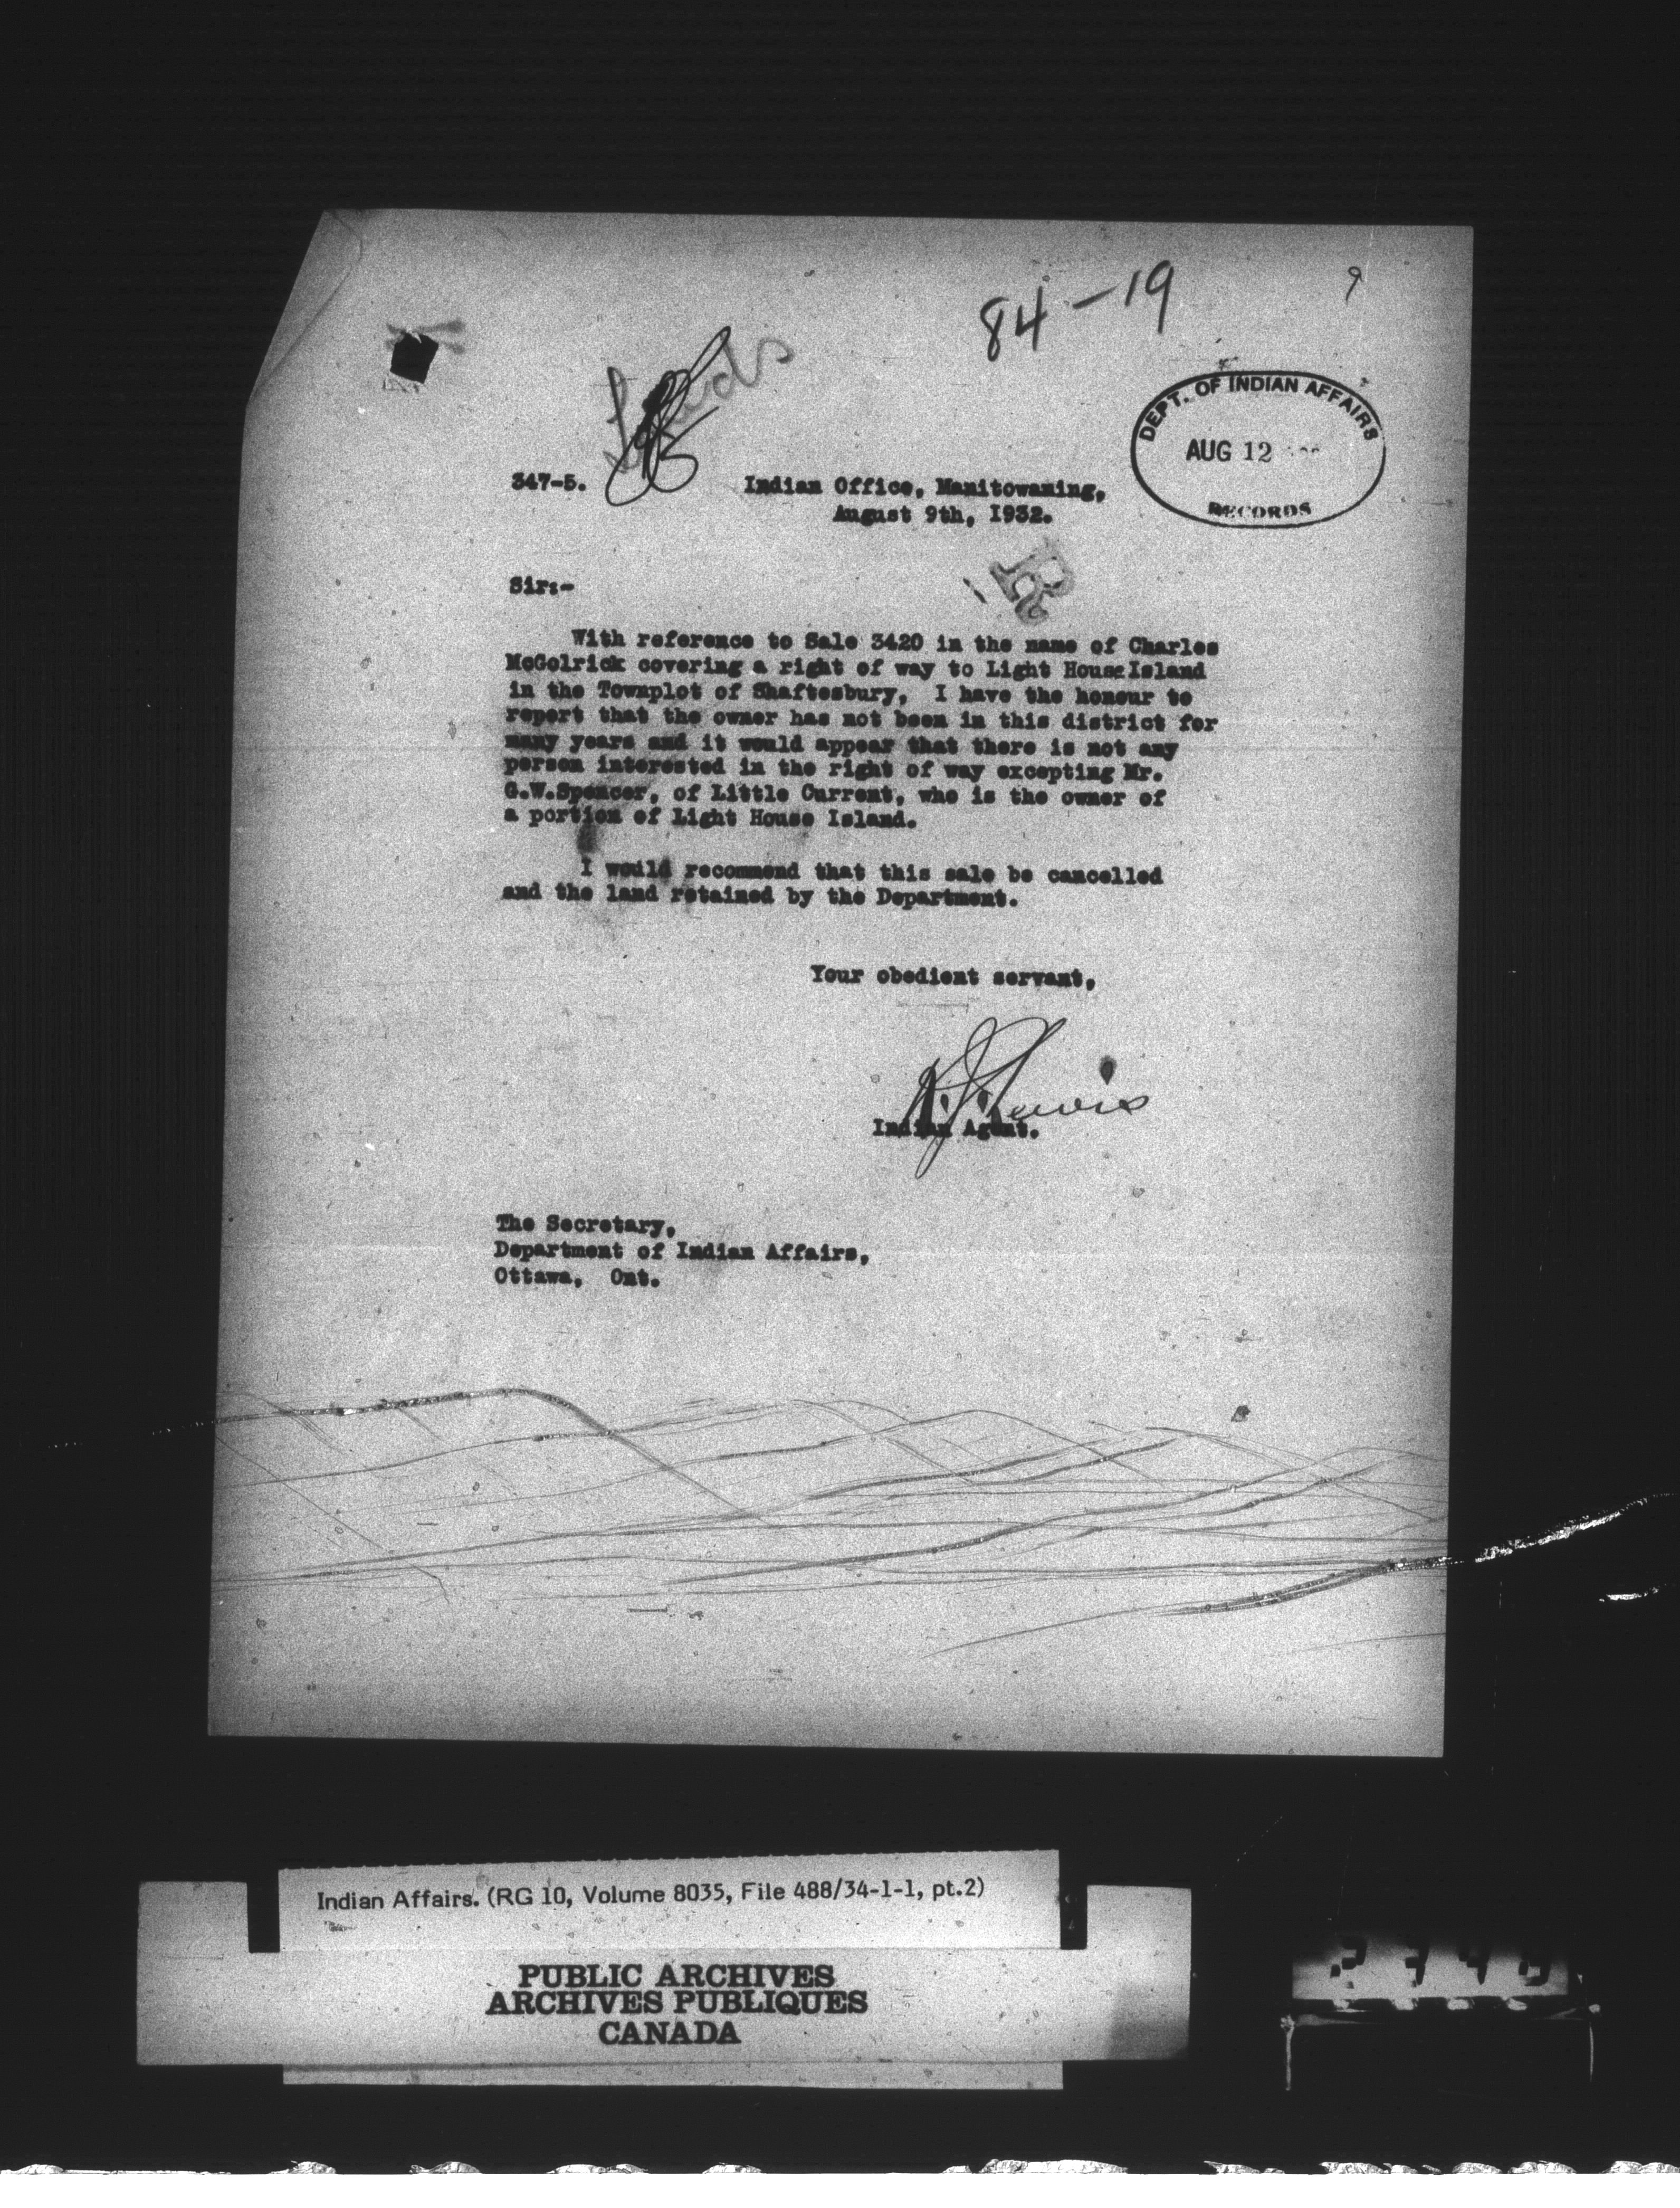 84-19
9
Lands
DEPT. OF INDIAN AFFAIRS
AUG 12
RECORDS
347-5.
Indian Office, Manitowaning,
August 9th, 1932.
R
Sir:-
With reference to Sale 3420 in the name of Charles
McGolrick covering a right of way to Light House Island
in the Townplot of Shaftesbury, I have the honour to
report that the owner has not been in this district for
many years and it would appear that there is not any
person interested in the right of way excepting Mr.
G.W.Spencer, of Little Current, who is the owner of
a portion of Light House Island.
I would recommend that this sale be cancelled
and the land retained by the Department.
Your obedient servant,
Lewis
Indian Agent.
The Secretary,
Department of Indian Affairs,
Ottawa, Ont.
Indian Affairs. (RG 10, Volume 8035, File 488/34-1-1, pt.2)
PUBLIC ARCHIVES
ARCHIVES PUBLIQUES
CANADA